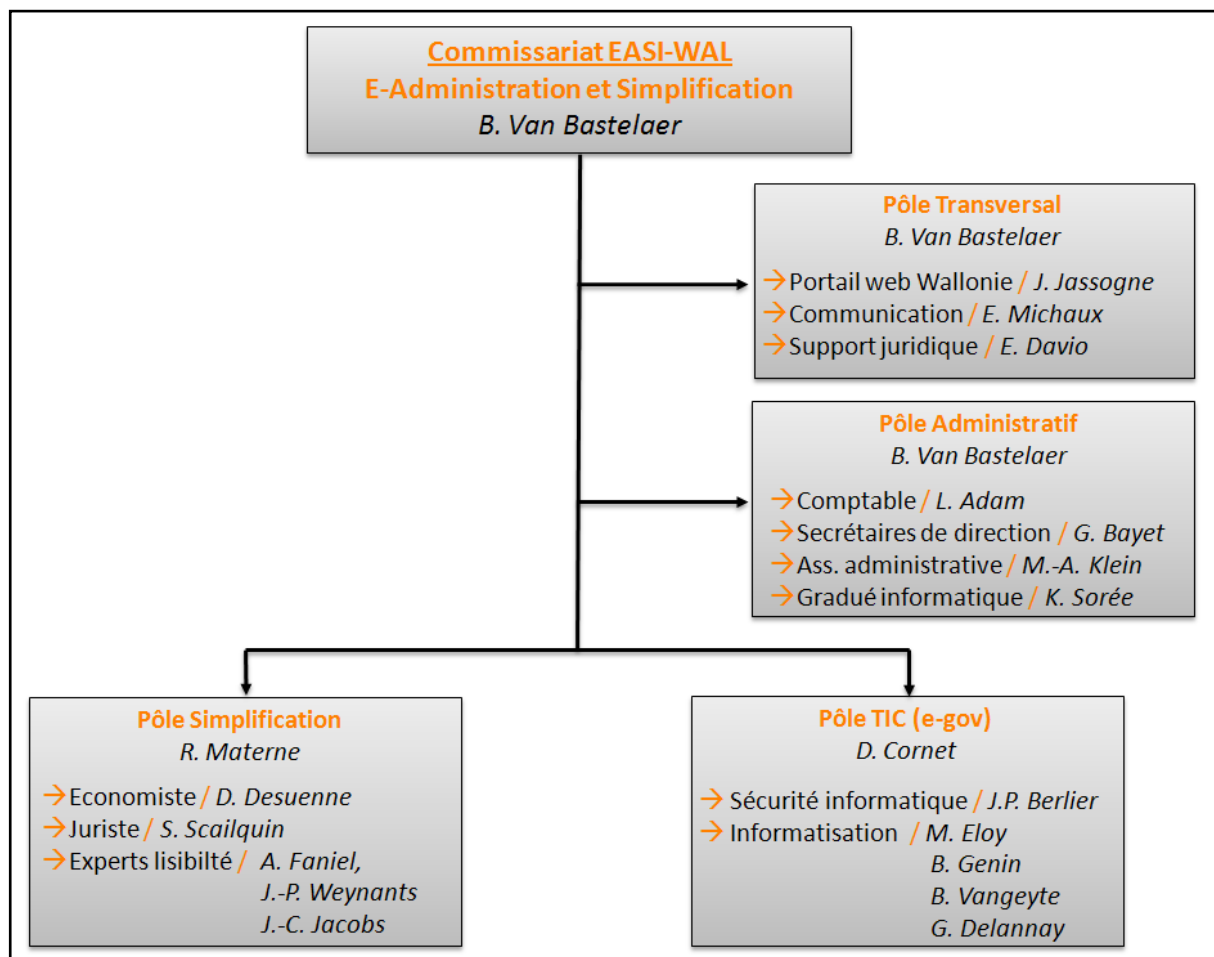 Commissariat EASI-WAL
E-Administration et Simplification
B. Van Bastelaer
Pôle Transversal
B. Van Bastelaer
→Portail web Wallonie / J. Jassogne
→Communication / E. Michaux
→Support juridique / E. Davio
Pôle Administratif
B. Van Bastelaer
→Comptable / L. Adam
→Secrétaires de direction / G. Bayet
→Ass. administrative / M.-A. Klein
→Gradué informatique / K. Sorée
Pôle Simplification
R. Materne
→Economiste / D. Desuenne
→Juriste / S. Scailquin
→Experts lisibilté / A. Faniel,
J.-P. Weynants
J.-C. Jacobs
Pôle TIC (e-gov)
D. Cornet
→ Sécurité informatique / J.P. Berlier
→ Informatisation / M. Eloy
B. Genin
B. Vangeyte
G. Delannay